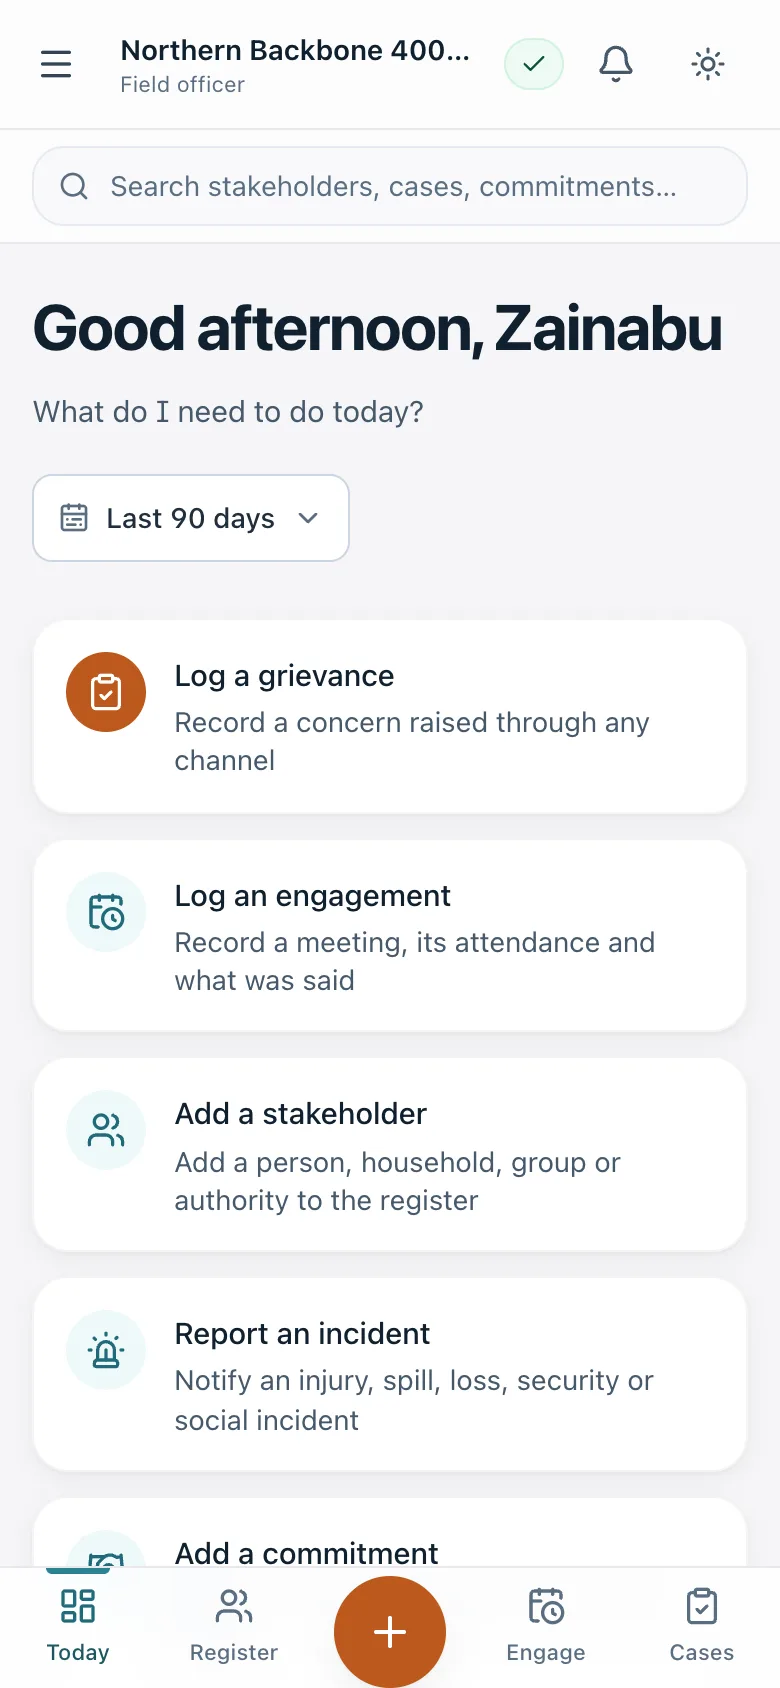 Northern Backbone 400...
Field officer
Search stakeholders, cases, commitments...
Good afternoon, Zainabu
What do I need to do today?
Last 90 days
Log a grievance
Record a concern raised through any
channel
Log an engagement
Record a meeting, its attendance and
what was said
Add a stakeholder
Add a person, household, group or
authority to the register
Report an incident
Notify an injury, spill, loss, security or
social incident
Add a commitment
Today
Register
Engage
Cases